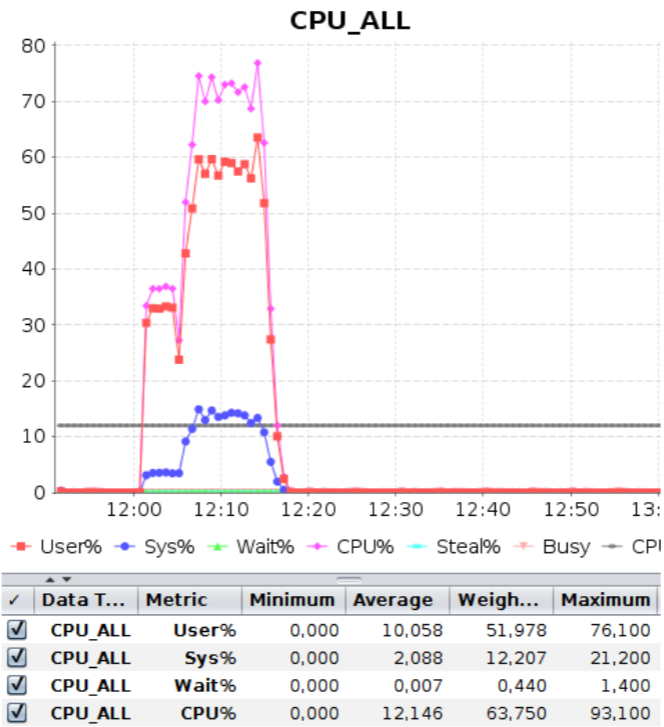 CPU_ALL
80
70
60
50
40
30
20
10
0
12:00 12:10 12:20 12:30 12:40 12:50 13:
User% Sys% Wait% CPU% Steal% Busy CPU
✓ Data T... Metric Minimum Average Weigh... Maximum
CPU_ALL User% 0,000 10,058 51,978 76,100
CPU_ALL Sys% 0,000 2,088 12,207 21,200
CPU_ALL Wait% 0,000 0,007 0,440 1,400
CPU_ALL CPU% 0,000 12,146 63,750 93,100